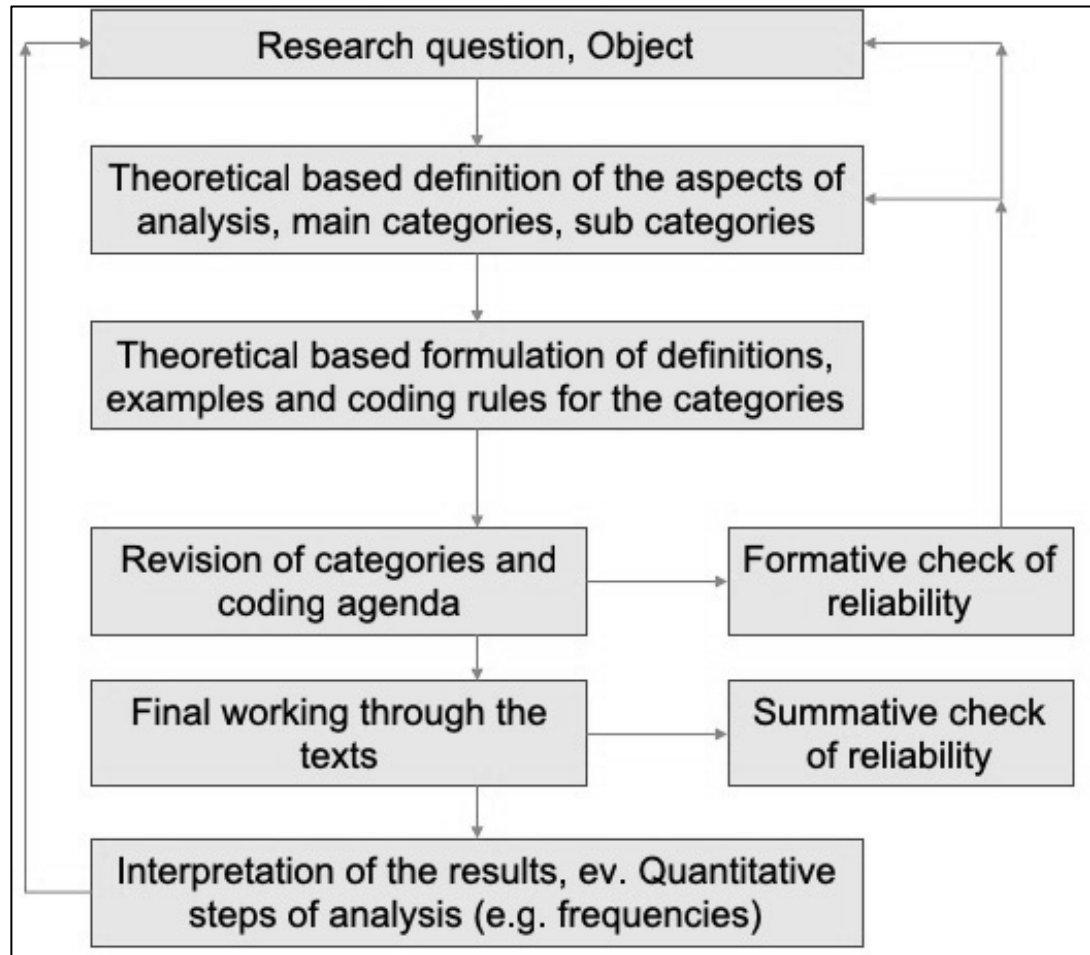 Research question, Object
Theoretical based definition of the aspects of
analysis, main categories, sub categories
Theoretical based formulation of definitions,
examples and coding rules for the categories
Revision of categories and
coding agenda
Formative check of
reliability
Final working through the
texts
Summative check
of reliability
Interpretation of the results, ev. Quantitative
steps of analysis (e.g. frequencies)